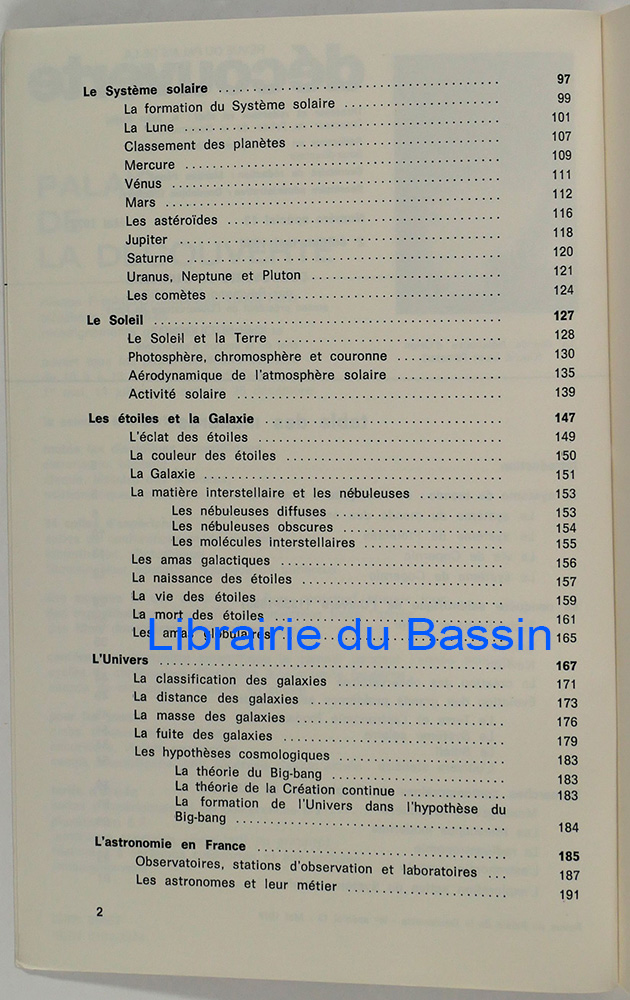 Le Système solaire ........................................ 97
La formation du Système solaire ........................ 99
La Lune ................................................ 101
Classement des planètes ................................ 107
Mercure ................................................ 109
Vénus .................................................. 111
Mars ................................................... 112
Les astéroïdes ......................................... 116
Jupiter ................................................ 118
Saturne ................................................ 120
Uranus, Neptune et Pluton .............................. 121
Les comètes ............................................ 124
Le Soleil .................................................. 127
Le Soleil et la Terre .................................. 128
Photosphère, chromosphère et couronne .................. 130
Aérodynamique de l'atmosphère solaire .................. 135
Activité solaire ....................................... 139
Les étoiles et la Galaxie .................................. 147
L'éclat des étoiles .................................... 149
La couleur des étoiles ................................. 150
La Galaxie ............................................. 151
La matière interstellaire et les nébuleuses ............ 153
Les nébuleuses diffuses ................................ 153
Les nébuleuses obscures ................................ 154
Les molécules interstellaires .......................... 155
Les amas galactiques ................................... 156
La naissance des étoiles ............................... 157
La vie des étoiles ..................................... 159
La mort des étoiles .................................... 161
Les amas globulaires ................................... 165
Librairie du Bassin
L'Univers .................................................. 167
La classification des galaxies ......................... 171
La distance des galaxies ............................... 173
La masse des galaxies .................................. 176
La fuite des galaxies .................................. 179
Les hypothèses cosmologiques ........................... 183
La théorie du Big-bang ................................. 183
La théorie de la Création continue ..................... 183
La formation de l'Univers dans l'hypothèse du
Big-bang ............................................... 184
L'astronomie en France ..................................... 185
Observatoires, stations d'observation et laboratoires ... 187
Les astronomes et leur métier .......................... 191
2